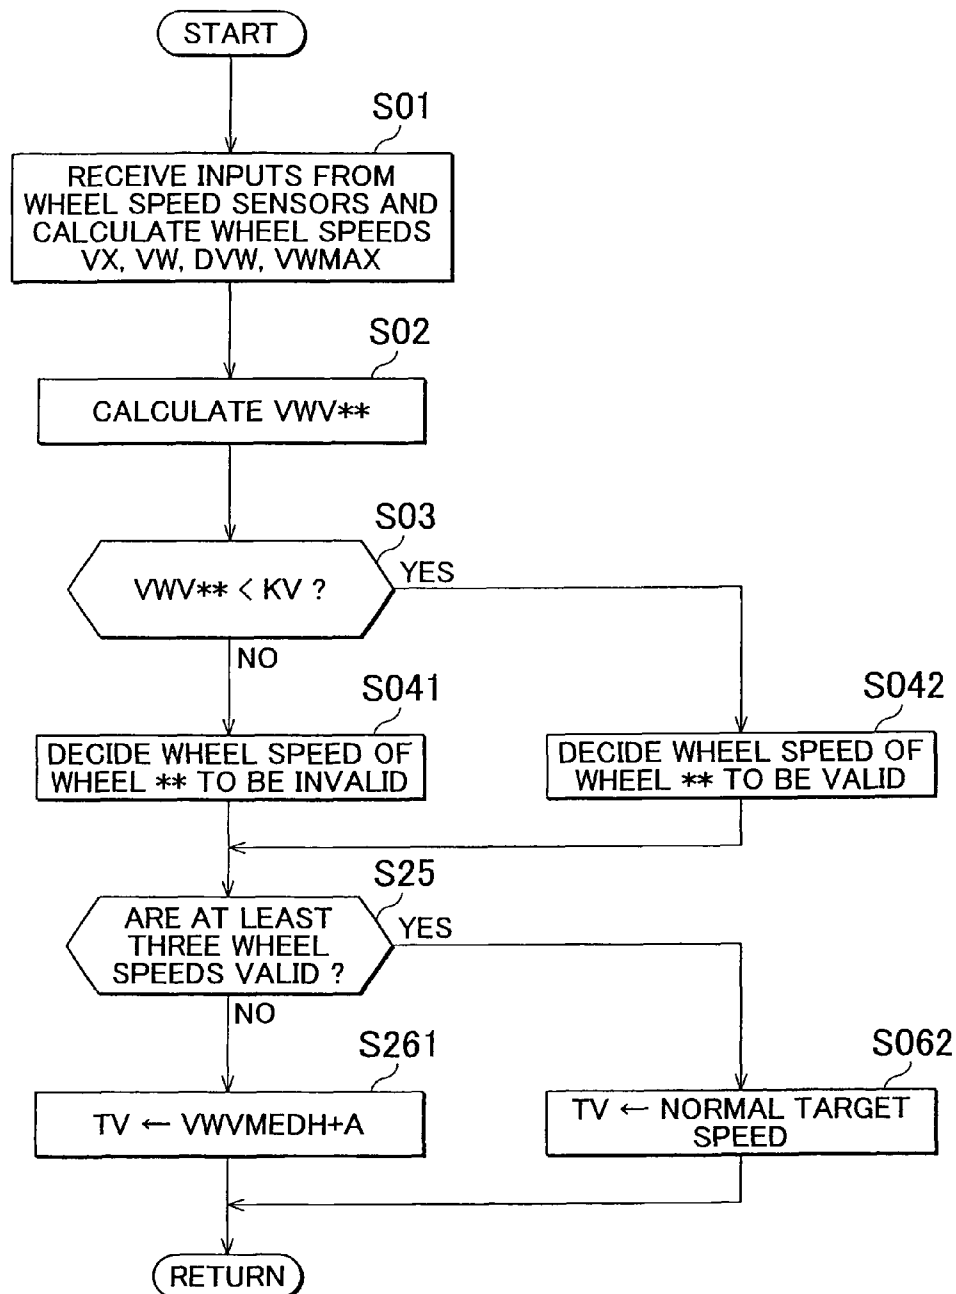 START
S01
RECEIVE INPUTS FROM
WHEEL SPEED SENSORS AND
CALCULATE WHEEL SPEEDS
VX, VW, DVW, VWMAX
S02
CALCULATE VWV**
S03
VWV** < KV ?
YES
NO
S041
DECIDE WHEEL SPEED OF
WHEEL ** TO BE INVALID
S042
DECIDE WHEEL SPEED OF
WHEEL ** TO BE VALID
S25
ARE AT LEAST
THREE WHEEL
SPEEDS VALID ?
YES
NO
S261
TV ← VWVMEDH+A
S062
TV ← NORMAL TARGET
SPEED
RETURN